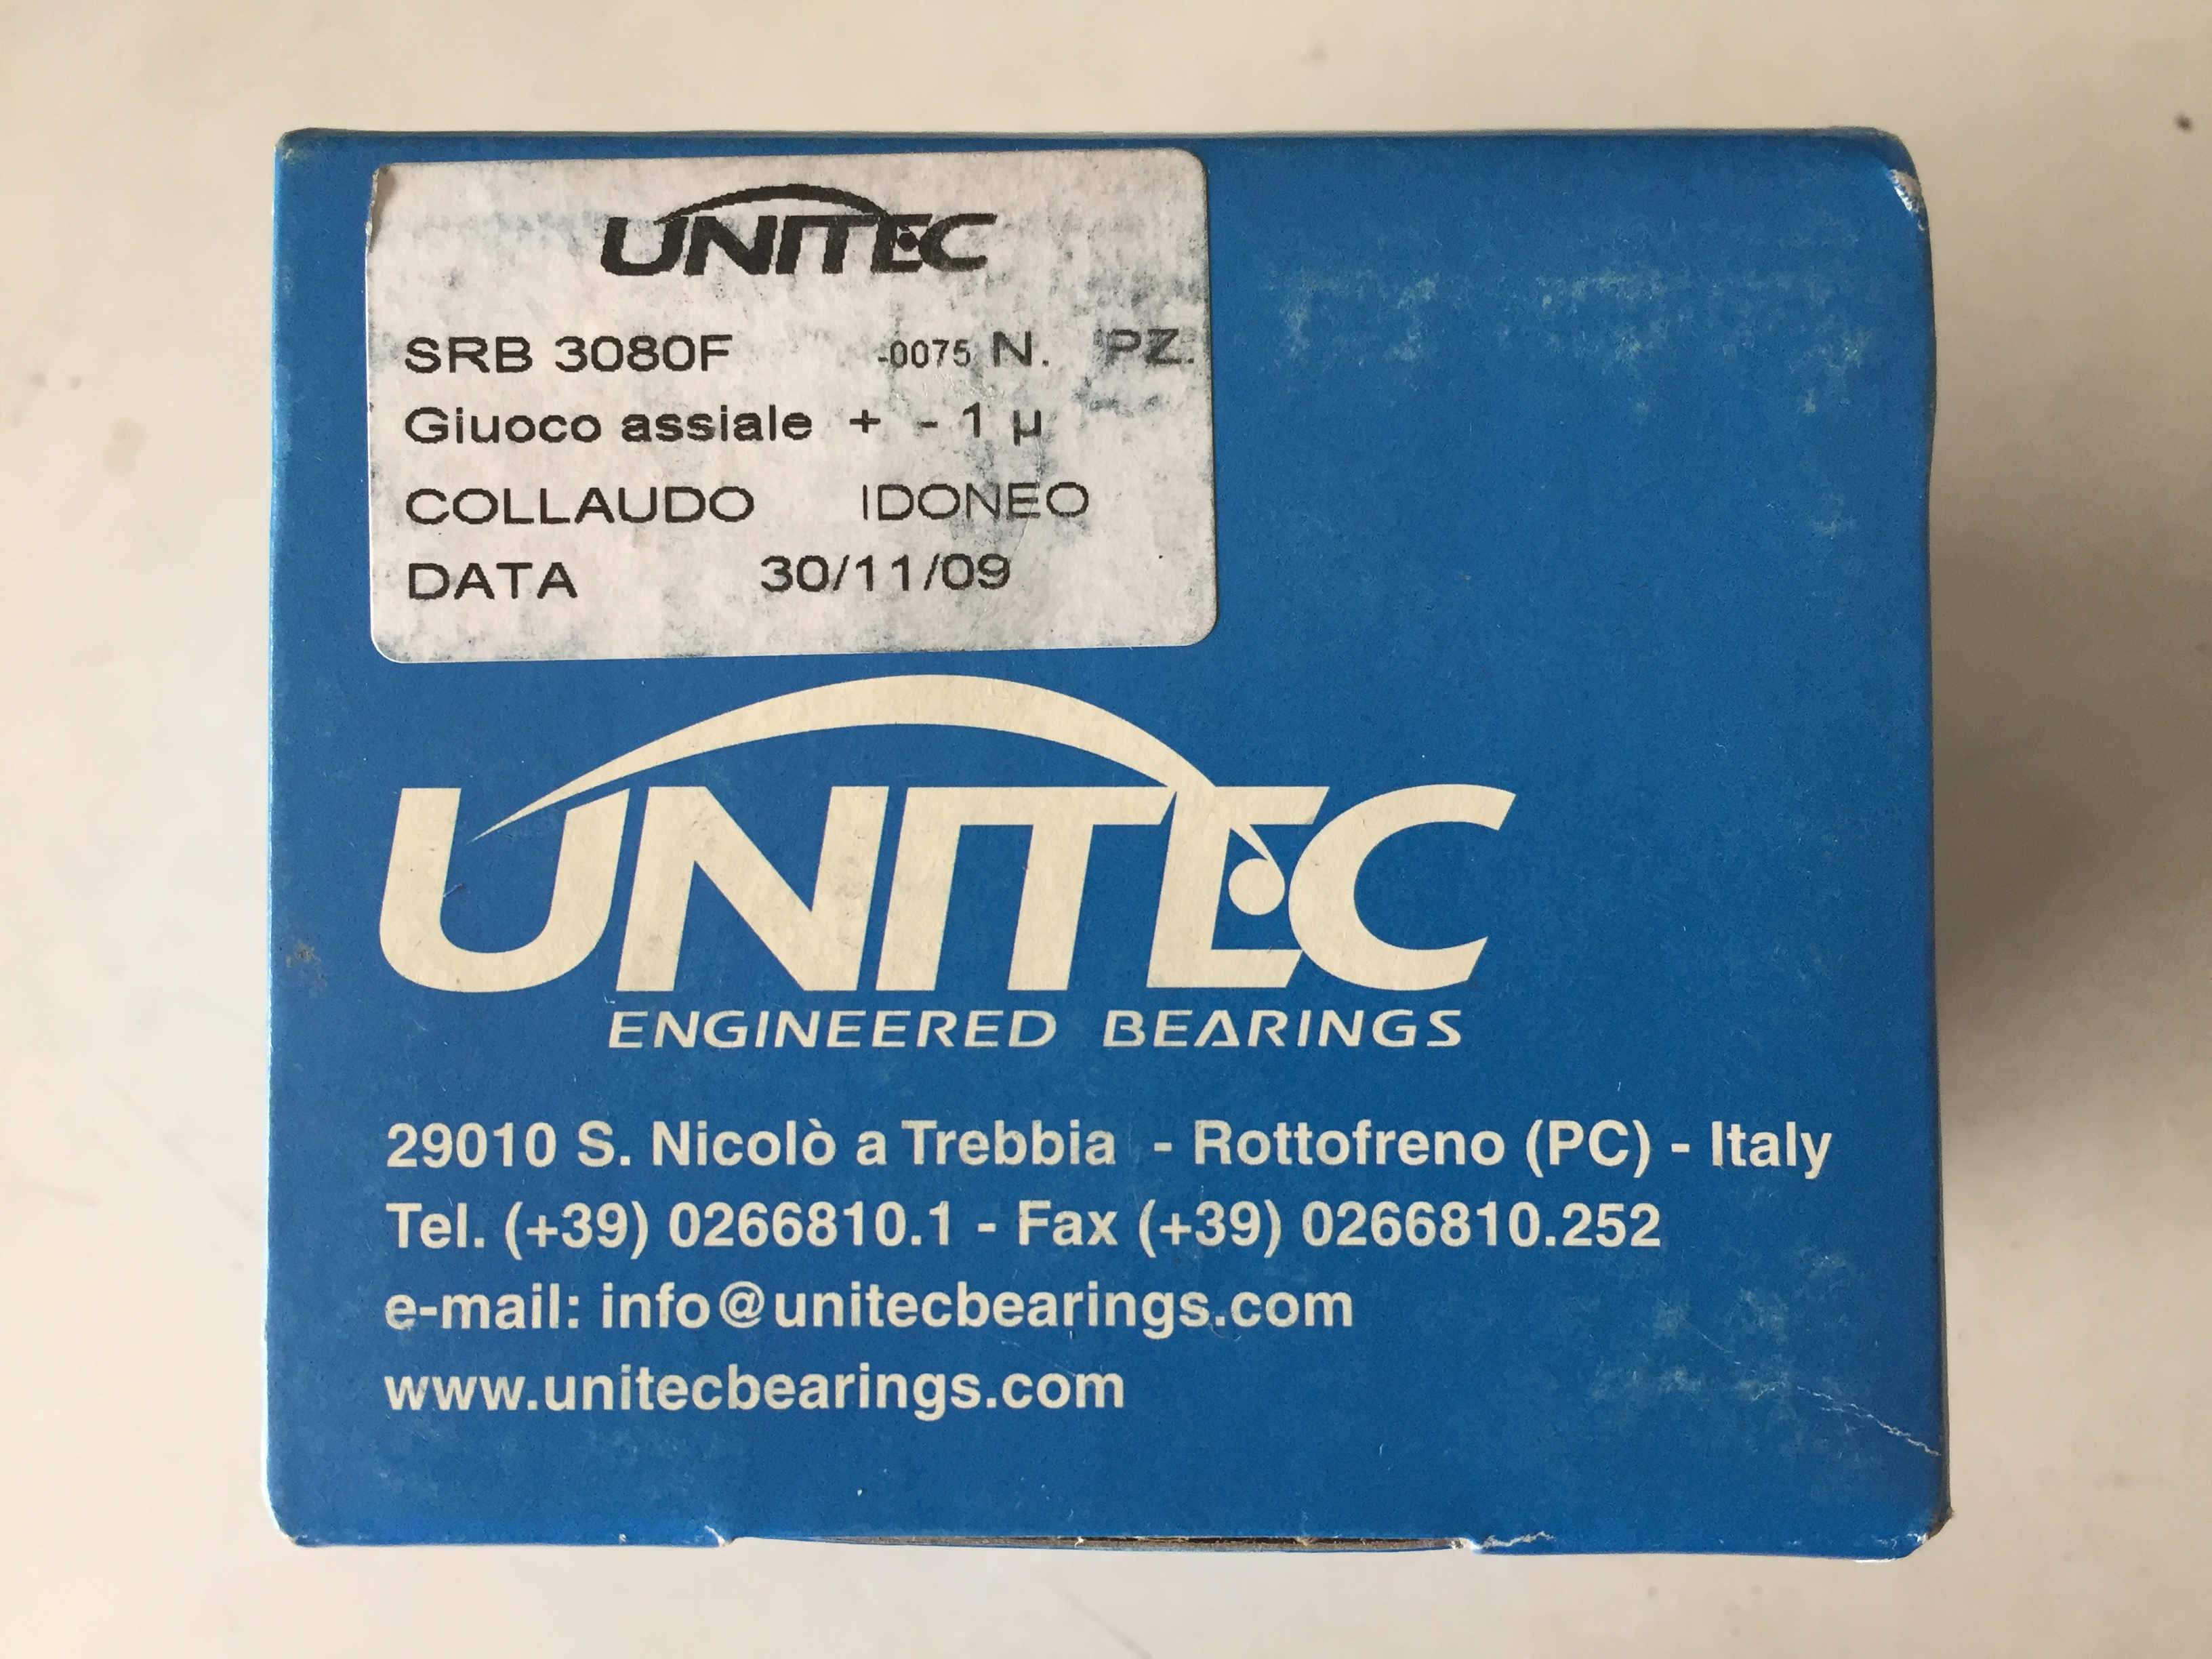 UNITEC
SRB 3080F -0075 N. PZ.
Giuoco assiale + - 1 µ
COLLAUDO IDONEO
DATA 30/11/09
UNITEC
ENGINEERED BEARINGS
29010 S. Nicolò a Trebbia - Rottofreno (PC) - Italy
Tel. (+39) 0266810.1 - Fax (+39) 0266810.252
e-mail: info@unitecbearings.com
www.unitecbearings.com